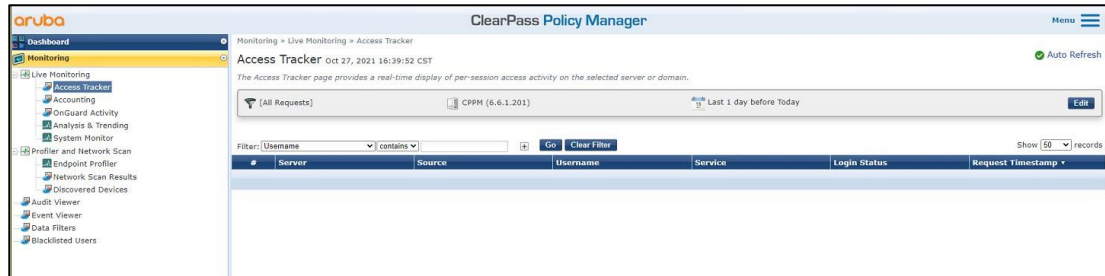 aruba
ClearPass Policy Manager
Menu
Dashboard
Monitoring
Live Monitoring
Access Tracker
Accounting
OnGuard Activity
Analysis & Trending
System Monitor
Profiler and Network Scan
Endpoint Profiler
Network Scan Results
Discovered Devices
Audit Viewer
Event Viewer
Data Filters
Blacklisted Users
Monitoring » Live Monitoring » Access Tracker
Access Tracker Oct 27, 2021 16:39:52 CST
Auto Refresh
The Access Tracker page provides a real-time display of per-session access activity on the selected server or domain.
[All Requests] CPPM (6.6.1.201) Last 1 day before Today Edit
Filter: Username contains Go Clear Filter Show 50 records
# Server Source Username Service Login Status Request Timestamp